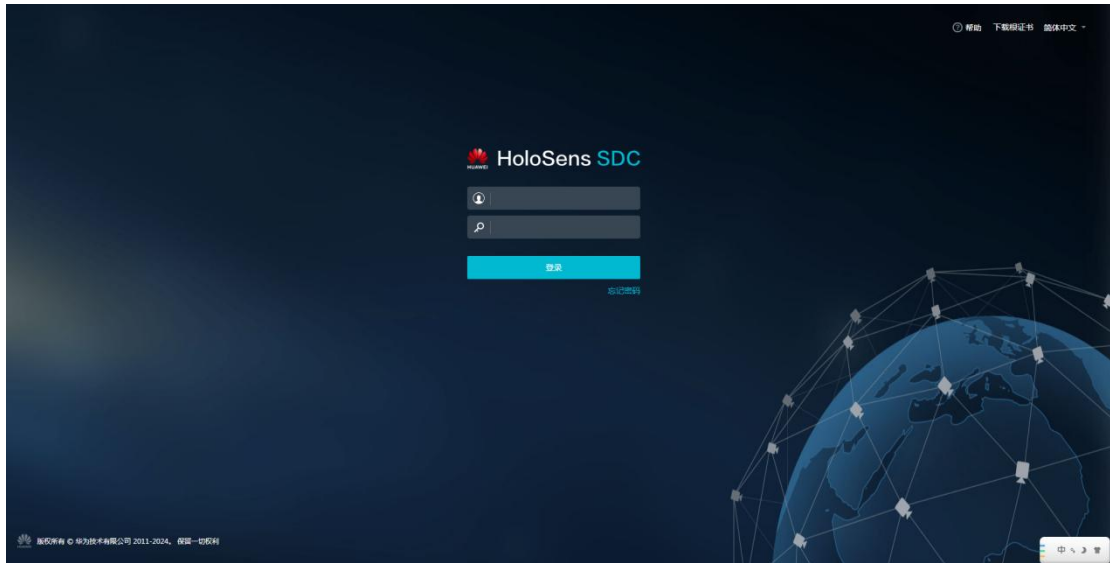 帮助 下载根证书 简体中文
HUAWEI HoloSens SDC
登录
忘记密码
版权所有 © 华为技术有限公司 2011-2024。 保留一切权利
中